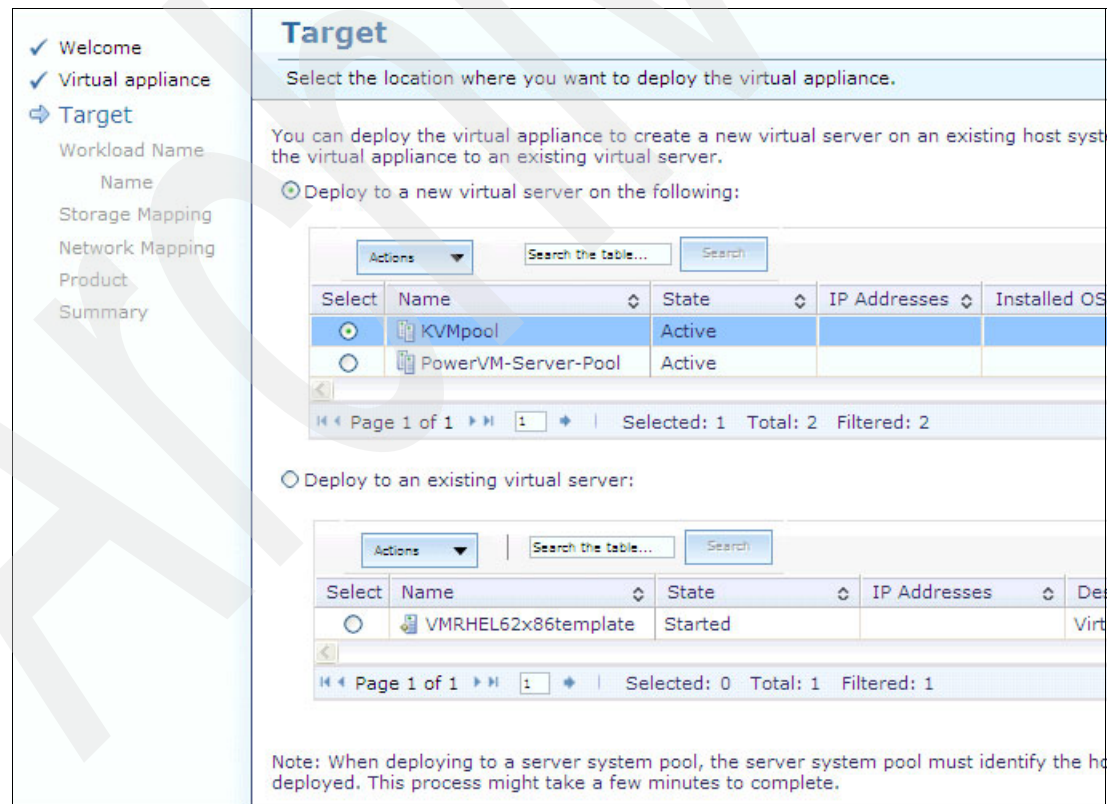 Welcome
Virtual appliance
Target
Workload Name
Name
Storage Mapping
Network Mapping
Product
Summary
Target
Select the location where you want to deploy the virtual appliance.
You can deploy the virtual appliance to create a new virtual server on an existing host syst
the virtual appliance to an existing virtual server.
Deploy to a new virtual server on the following:
Actions Search the table... Search
Select Name State IP Addresses Installed OS
KVMpool Active
PowerVM-Server-Pool Active
Page 1 of 1 1 Selected: 1 Total: 2 Filtered: 2
Deploy to an existing virtual server:
Actions Search the table... Search
Select Name State IP Addresses Des
VMRHEL62x86template Started Virt
Page 1 of 1 1 Selected: 0 Total: 1 Filtered: 1
Note: When deploying to a server system pool, the server system pool must identify the ho
deployed. This process might take a few minutes to complete.